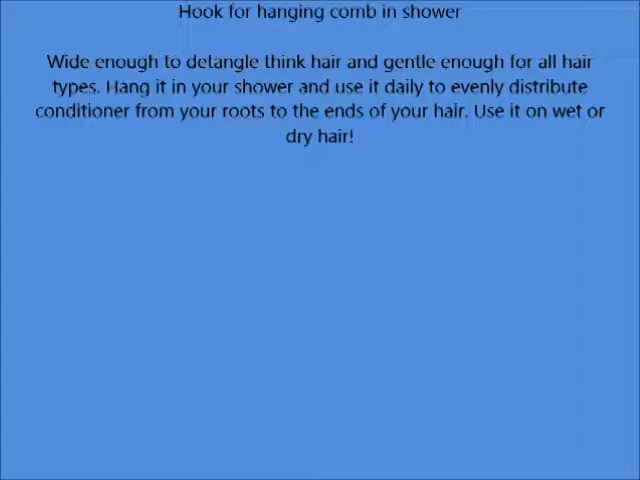 Hook for hanging comb in shower
Wide enough to detangle think hair and gentle enough for all hair
types. Hang it in your shower and use it daily to evenly distribute
conditioner from your roots to the ends of your hair. Use it on wet or
dry hair!